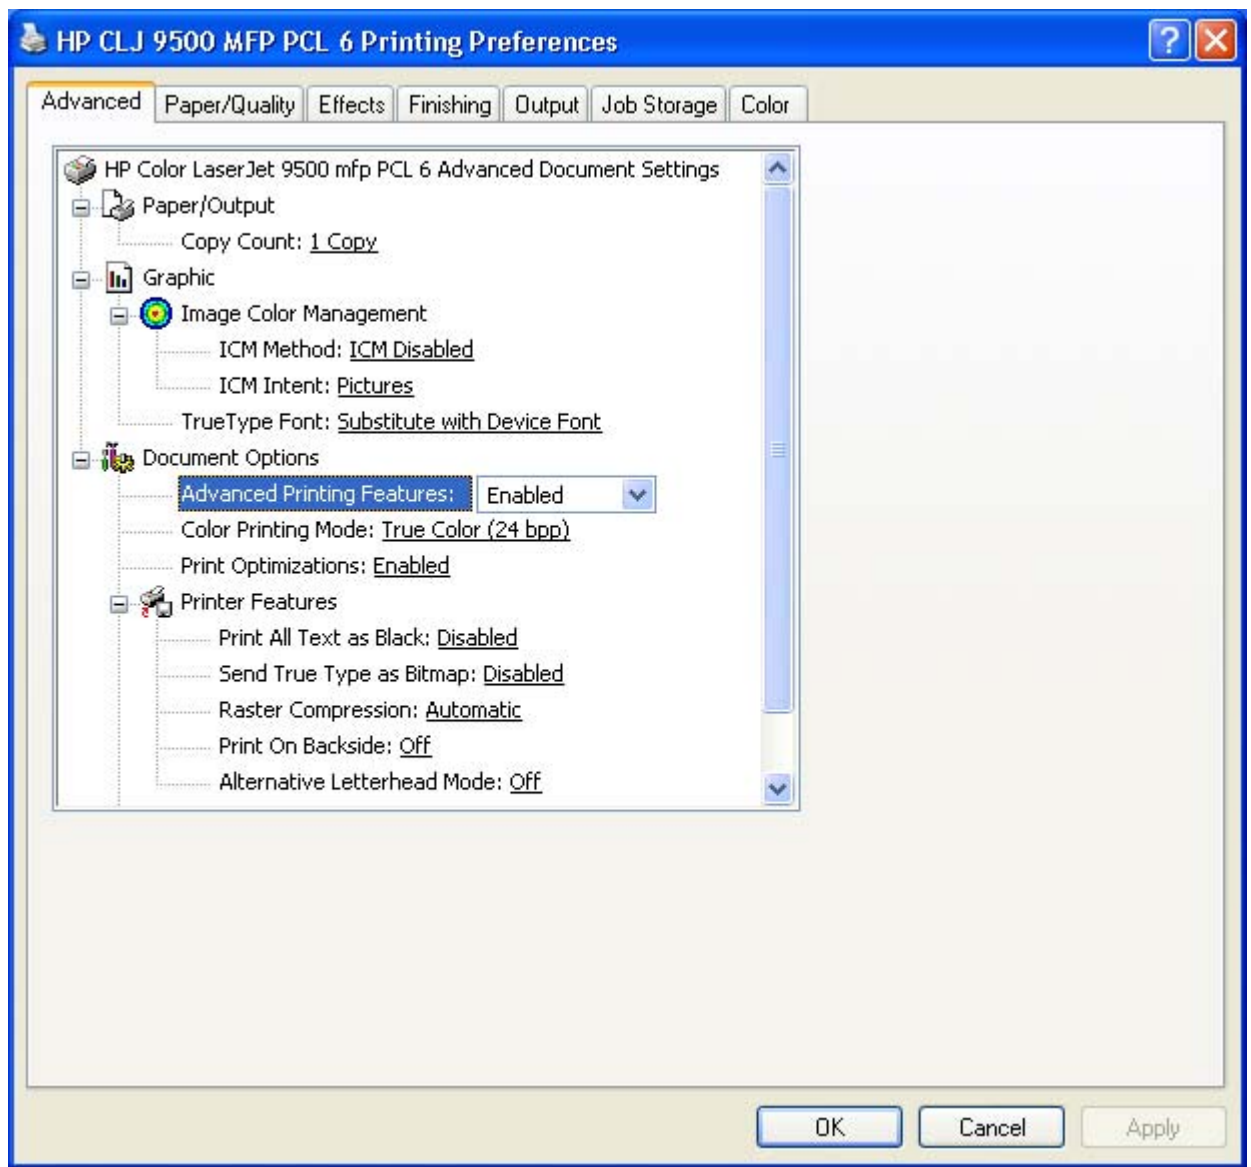 HP CLJ 9500 MFP PCL 6 Printing Preferences
Advanced Paper/Quality Effects Finishing Output Job Storage Color
HP Color LaserJet 9500 mfp PCL 6 Advanced Document Settings
Paper/Output
Copy Count: 1 Copy
Graphic
Image Color Management
ICM Method: ICM Disabled
ICM Intent: Pictures
TrueType Font: Substitute with Device Font
Document Options
Advanced Printing Features: Enabled
Color Printing Mode: True Color (24 bpp)
Print Optimizations: Enabled
Printer Features
Print All Text as Black: Disabled
Send True Type as Bitmap: Disabled
Raster Compression: Automatic
Print On Backside: Off
Alternative Letterhead Mode: Off
OK Cancel Apply